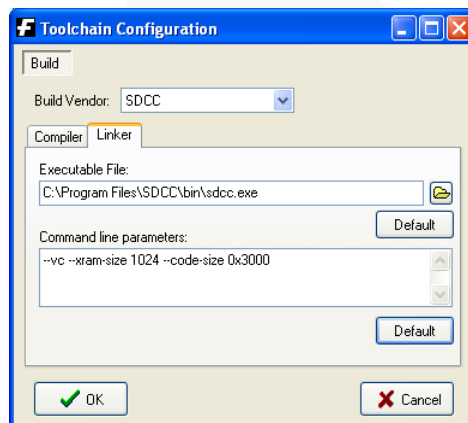 Toolchain Configuration
Build
Build Vendor: SDCC
Compiler Linker
Executable File:
C:\Program Files\SDCC\bin\sdcc.exe
Default
Command line parameters:
--vc --xram-size 1024 --code-size 0x3000
Default
OK Cancel